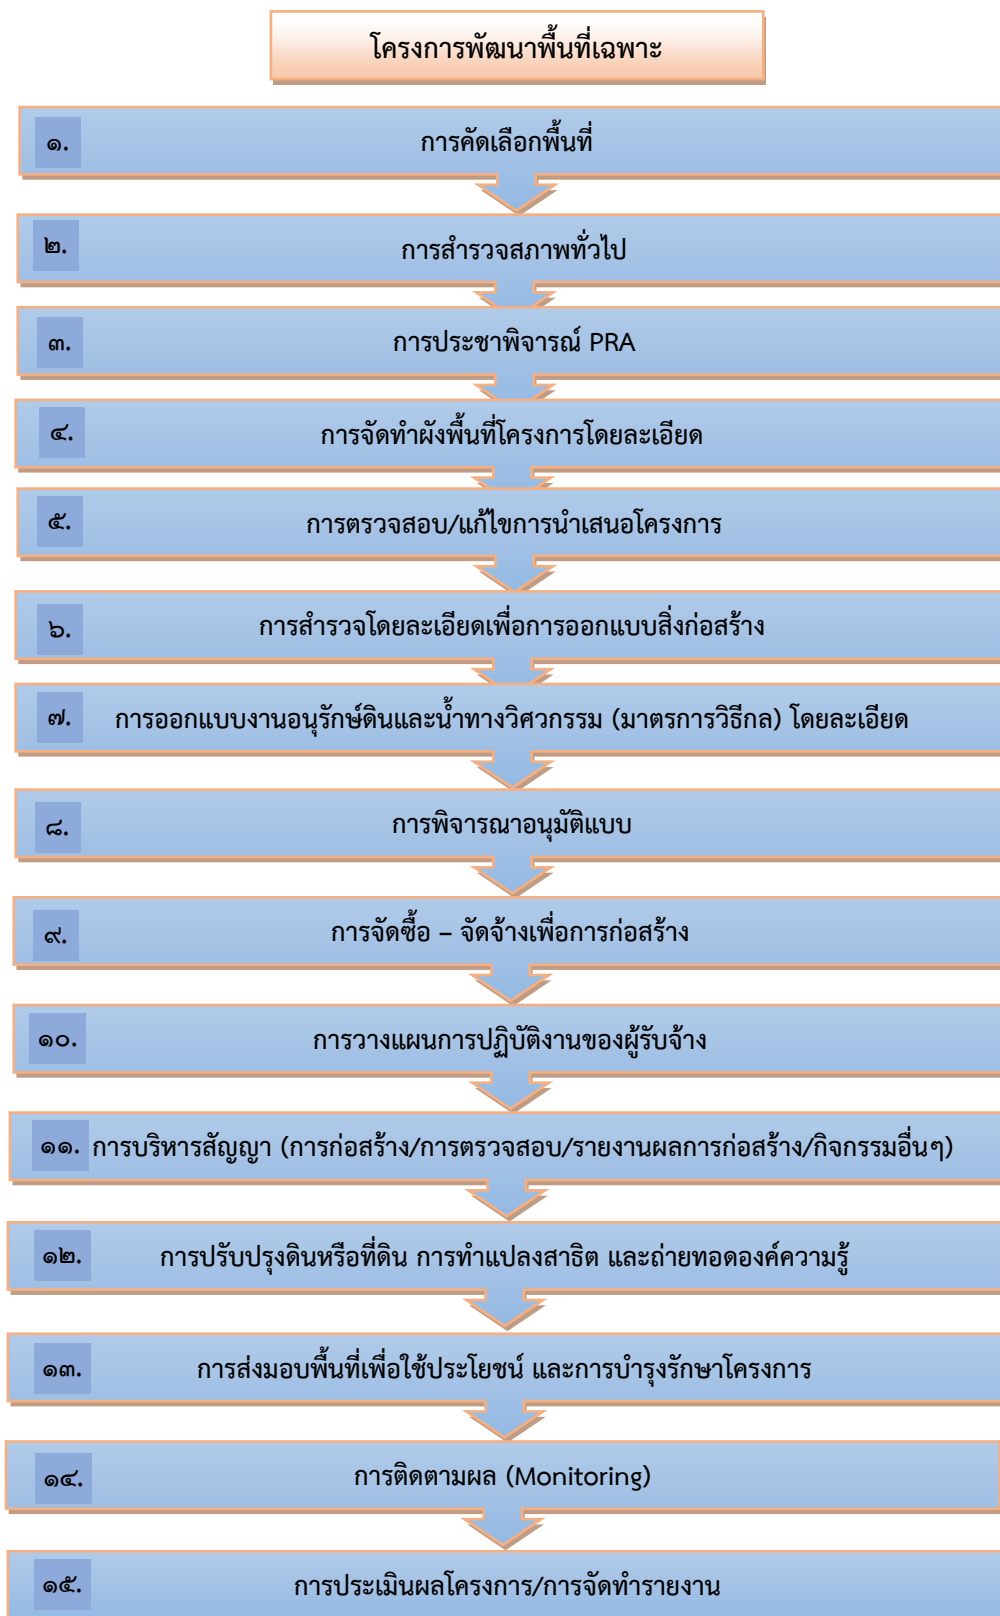 โครงการพัฒนาพื้นที่เฉพาะ
๑. การคัดเลือกพื้นที่
๒. การสำรวจสภาพทั่วไป
๓. การประชาพิจารณ์ PRA
๔. การจัดทำผังพื้นที่โครงการโดยละเอียด
๕. การตรวจสอบ/แก้ไขการนำเสนอโครงการ
๖. การสำรวจโดยละเอียดเพื่อการออกแบบสิ่งก่อสร้าง
๗. การออกแบบงานอนุรักษ์ดินและน้ำทางวิศวกรรม (มาตรการวิธีกล) โดยละเอียด
๘. การพิจารณาอนุมัติแบบ
๙. การจัดซื้อ – จัดจ้างเพื่อการก่อสร้าง
๑๐. การวางแผนการปฏิบัติงานของผู้รับจ้าง
๑๑. การบริหารสัญญา (การก่อสร้าง/การตรวจสอบ/รายงานผลการก่อสร้าง/กิจกรรมอื่นๆ)
๑๒. การปรับปรุงดินหรือที่ดิน การทำแปลงสาธิต และถ่ายทอดองค์ความรู้
๑๓. การส่งมอบพื้นที่เพื่อใช้ประโยชน์ และการบำรุงรักษาโครงการ
๑๔. การติดตามผล (Monitoring)
๑๕. การประเมินผลโครงการ/การจัดทำรายงาน